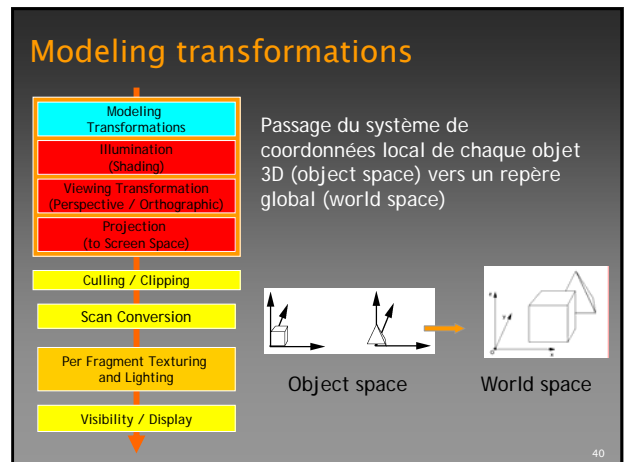 Modeling transformations
Modeling
Transformations
Illumination
(Shading)
Viewing Transformation
(Perspective / Orthographic)
Projection
(to Screen Space)
Culling / Clipping
Scan Conversion
Per Fragment Texturing
and Lighting
Visibility / Display
Passage du système de
coordonnées local de chaque objet
3D (object space) vers un repère
global (world space)
Object space
World space
40